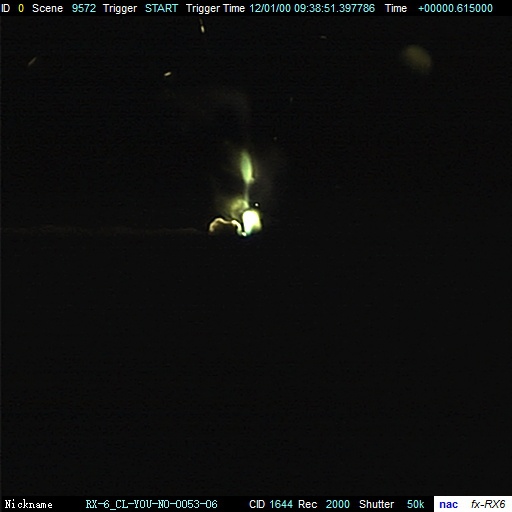 ID 0 Scene 9572 Trigger START Trigger Time 12/01/00 09:38:51.397786 Time +00000.615000
Nickname RX-6_CL-YOU-NO-0053-06 CID 1644 Rec 2000 Shutter 50k nac fx-RX6